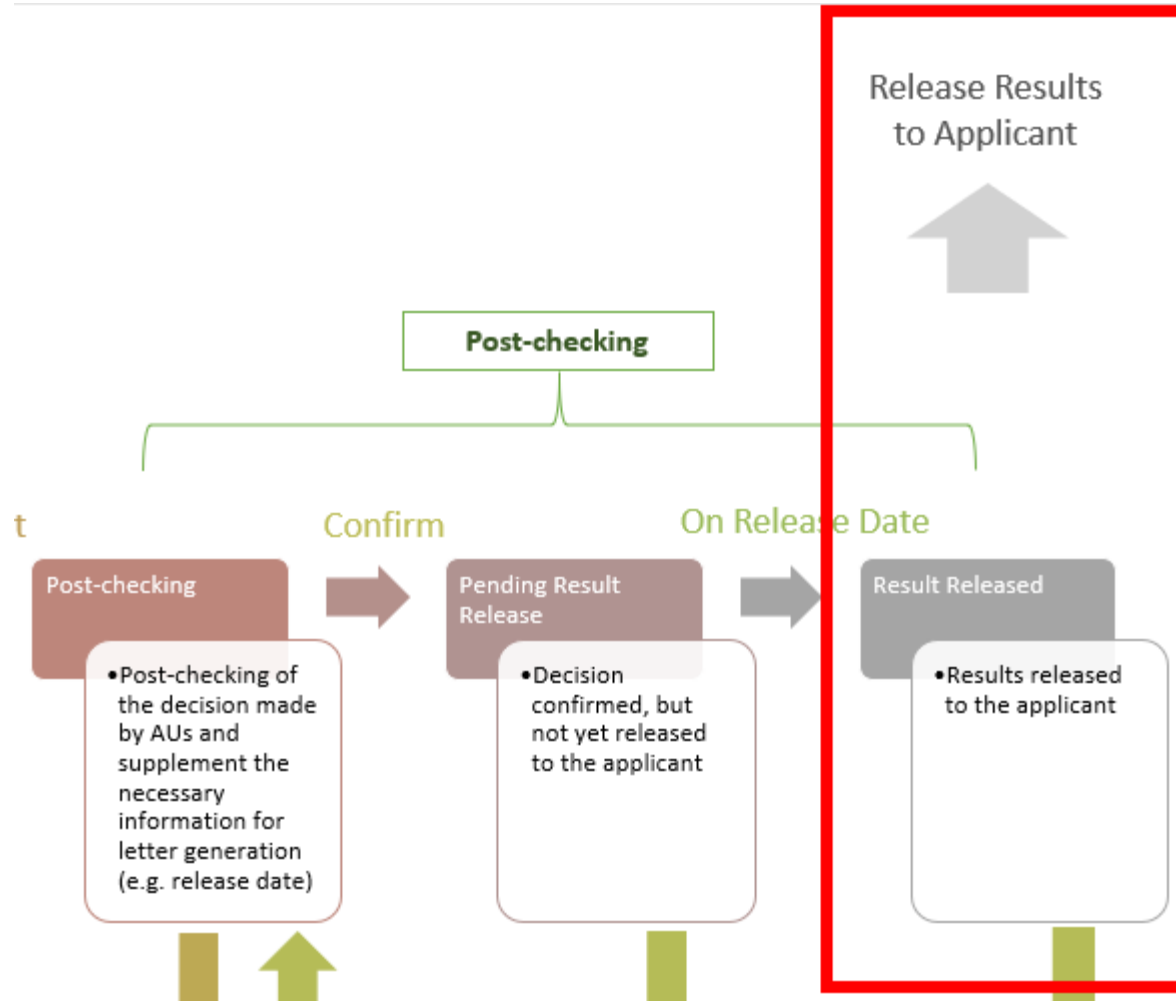 Release Results
to Applicant
Post-checking
t
Confirm
On Release Date
Post-checking
•Post-checking of
the decision made
by AUs and
supplement the
necessary
information for
letter generation
(e.g. release date)
Pending Result
Release
•Decision
confirmed, but
not yet released
to the applicant
Result Released
•Results released
to the applicant